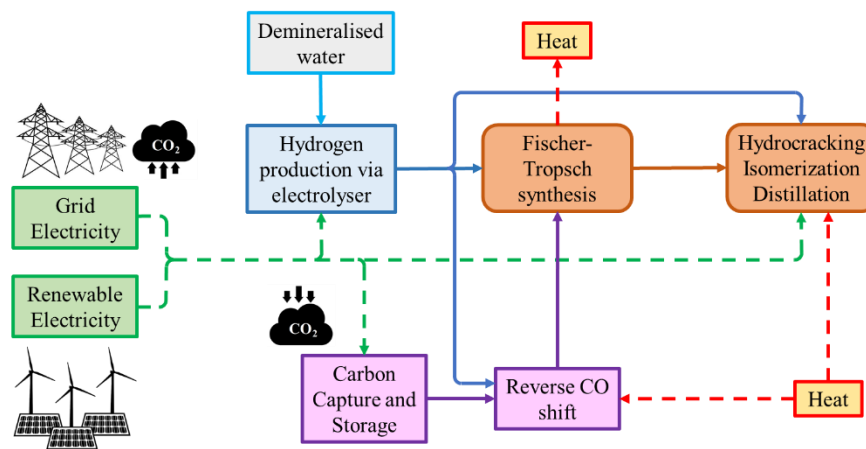 Demineralised
water
Heat
CO₂
Hydrogen
production via
electrolyser
Fischer-
Tropsch
synthesis
Hydrocracking
Isomerization
Distillation
Grid
Electricity
Renewable
Electricity
CO₂
Carbon
Capture and
Storage
Reverse CO
shift
Heat